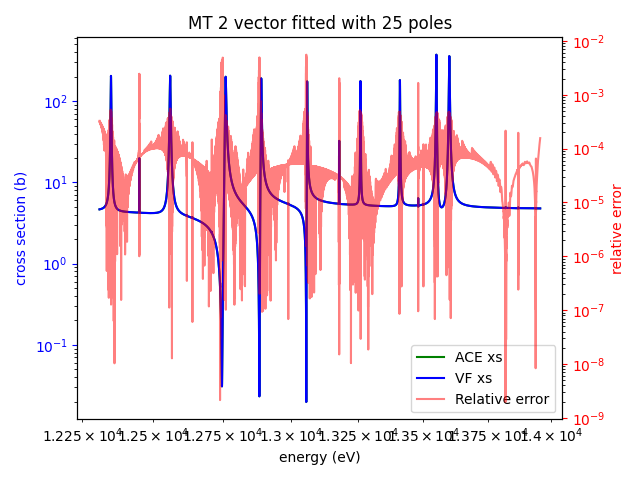 MT 2 vector fitted with 25 poles
cross section (b)
10²
10¹
10⁰
10⁻¹
10⁻²
10⁻³
10⁻⁴
10⁻⁵
10⁻⁶
10⁻⁷
10⁻⁸
10⁻⁹
relative error
ACE xs
VF xs
Relative error
1.225 × 10⁴ 1.25 × 10⁴ 1.275 × 10⁴ 1.3 × 10⁴ 1.325 × 10⁴ 1.35 × 10⁴ 1.375 × 10⁴ 1.4 × 10⁴
energy (eV)